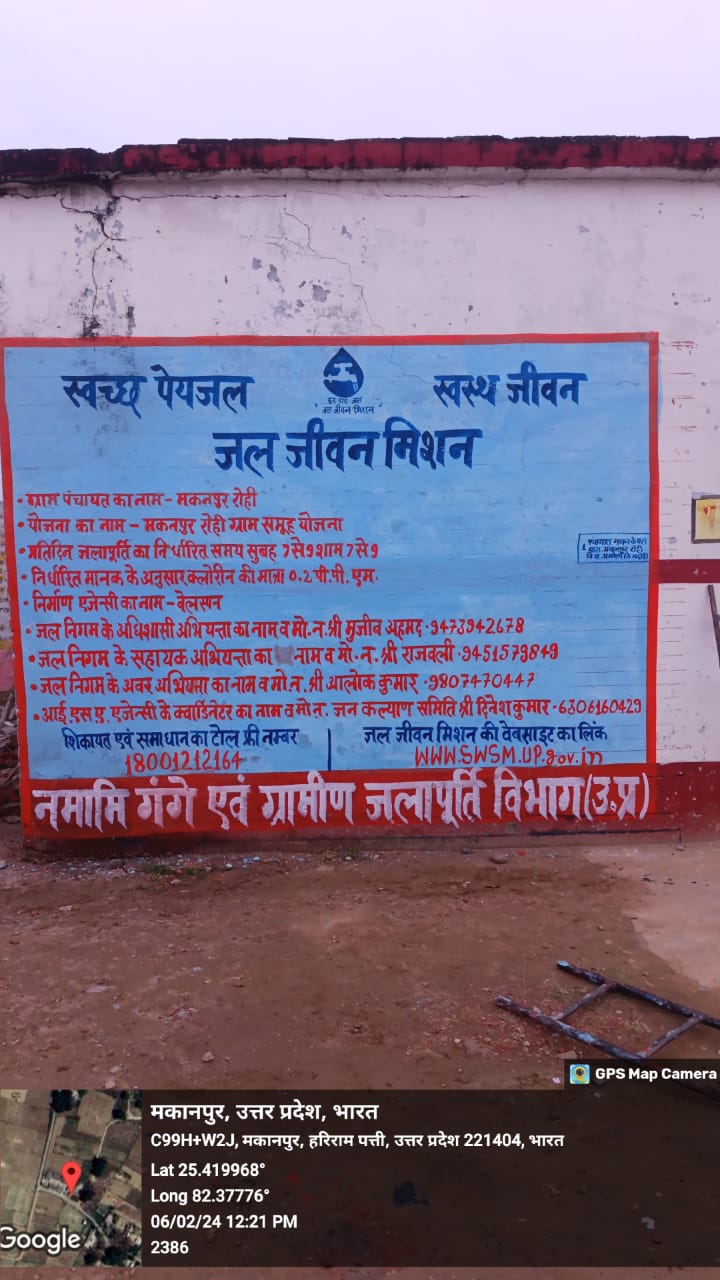 स्वच्छ पेयजल
स्वस्थ जीवन
हर घर जल
जल जीवन मिशन
जल जीवन मिशन
• ग्राम पंचायत का नाम - मकनपुर रोही
• योजना का नाम - मकनपुर रोही ग्राम समूह योजना
• प्रतिदिन जलापूर्ति का निर्धारित समय सुबह 7 से 9 शाम 7 से 9
• निर्धारित मानक के अनुसार क्लोरीन की मात्रा 0.2 पी.पी. एम.
• निर्माण एजेन्सी का नाम - वेलसन
• जल निगम के अधिशासी अभियन्ता का नाम व मो.न. श्री मुजीब अहमद • 9473942678
• जल निगम के सहायक अभियन्ता का नाम व मो. न. श्री राजवली • 9451579849
• जल निगम के अवर अभियन्ता का नाम व मो.न. श्री आलोक कुमार • 9807470447
• आई.एस.ए. एजेन्सी के क्वार्डिनेटर का नाम व मो.न. जन कल्याण समिति श्री दिनेश कुमार • 6306160429
शिकायत एवं समाधान का टोल फ्री नम्बर
18001212164
जल जीवन मिशन की वेबसाइट का लिंक
WWW.SWSM.UP.gov.in
नमामि गंगे एवं ग्रामीण जलापूर्ति विभाग (उ.प्र)
GPS Map Camera
मकानपुर, उत्तर प्रदेश, भारत
C99H+W2J, मकानपुर, हरिराम पत्ती, उत्तर प्रदेश 221404, भारत
Lat 25.419968°
Long 82.37776°
06/02/24 12:21 PM
2386
Google